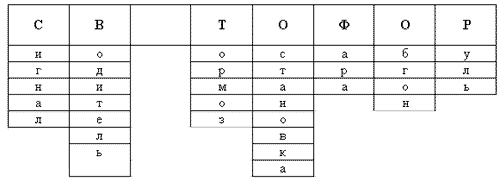 С В Т О Ф О Р
и о о с а б у
г д р т р г л
н и м а а о ь
а т о н н
л е з о
л в
ь к
а